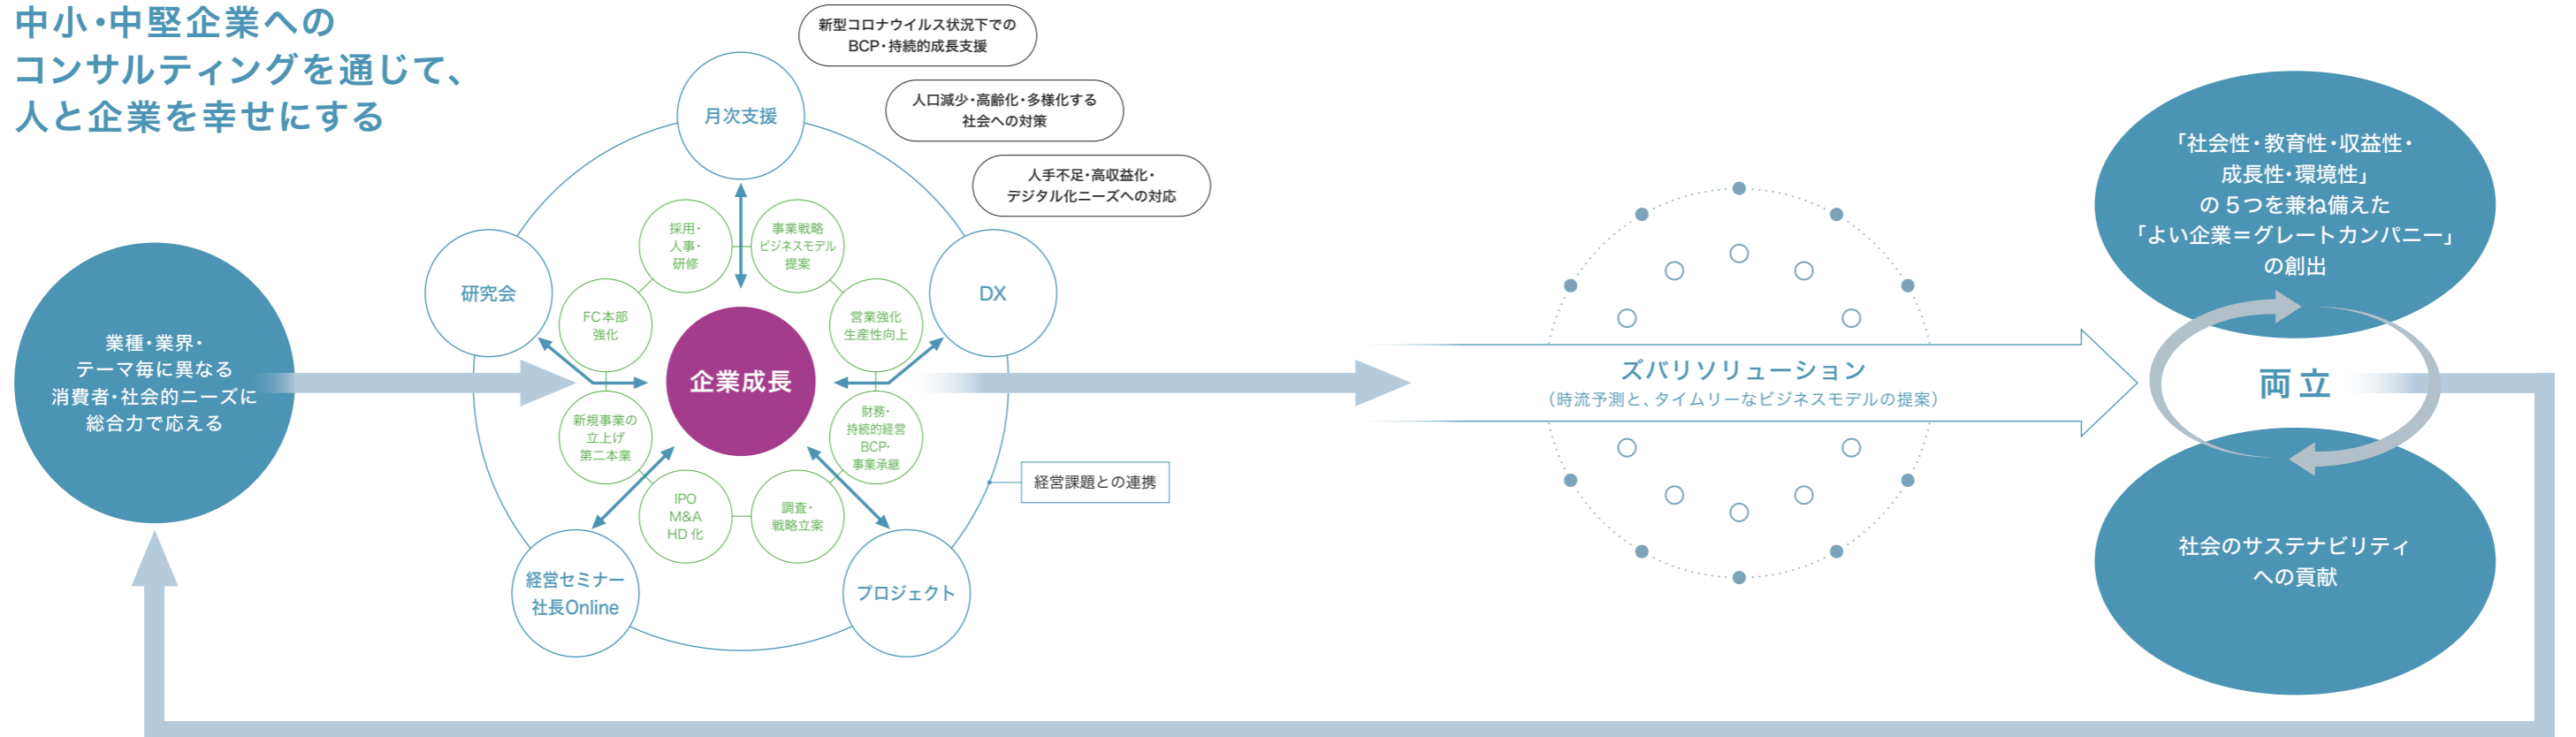 中小・中堅企業への
コンサルティングを通じて、
人と企業を幸せにする
業種・業界・
テーマ毎に異なる
消費者・社会的ニーズに
総合力で応える
新型コロナウイルス状況下での
BCP・持続的成長支援
人口減少・高齢化・多様化する
社会への対策
人手不足・高収益化・
デジタル化ニーズへの対応
月次支援
研究会
DX
経営セミナー
社長Online
プロジェクト
採用・
人事・
研修
事業戦略
ビジネスモデル
提案
FC本部
強化
営業強化
生産性向上
企業成長
新規事業の
立上げ
第二本業
財務・
持続的経営
BCP・
事業承継
IPO
M&A
HD 化
調査・
戦略立案
経営課題との連携
ズバリソリューション
（時流予測と、タイムリーなビジネスモデルの提案）
「社会性・教育性・収益性・
成長性・環境性」
の 5 つを兼ね備えた
「よい企業＝グレートカンパニー」
の創出
両立
社会のサステナビリティ
への貢献